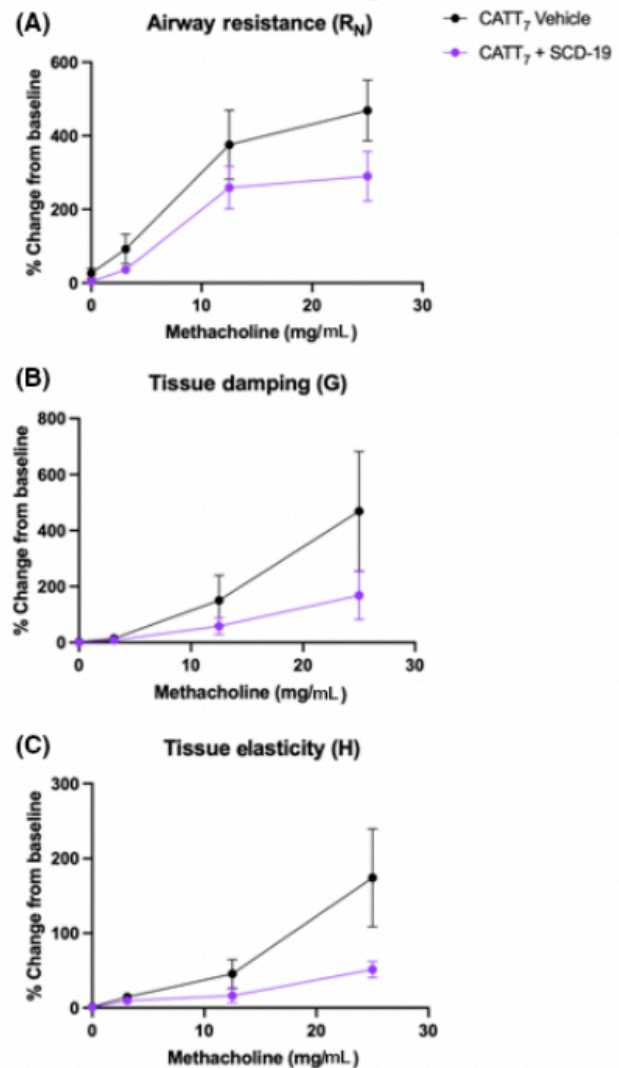 (A)
Airway resistance (R_N)
CATT₇ Vehicle
CATT₇ + SCD-19
% Change from baseline
600
400
200
0
0 10 20 30
Methacholine (mg/mL)
(B)
Tissue damping (G)
% Change from baseline
800
600
400
200
0
0 10 20 30
Methacholine (mg/mL)
(C)
Tissue elasticity (H)
% Change from baseline
300
200
100
0
0 10 20 30
Methacholine (mg/mL)